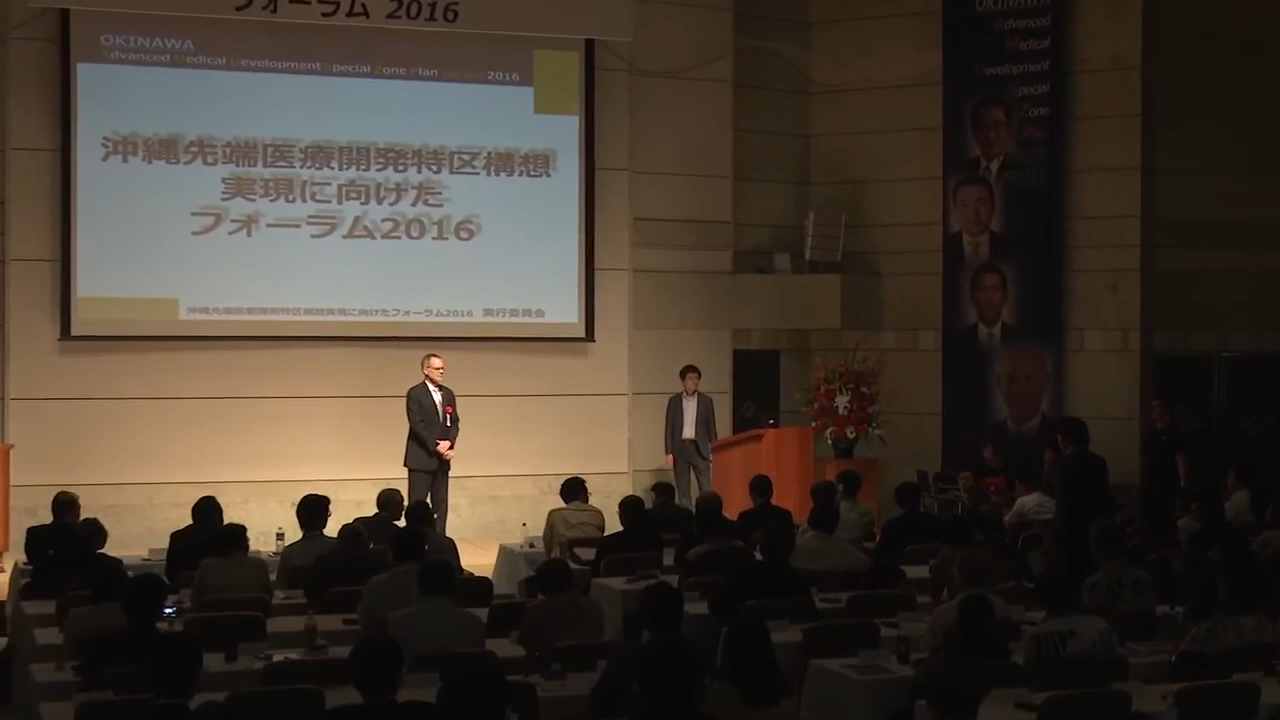 フォーラム 2016
OKINAWA
Advanced Medical Development Special Zone Plan Forum 2016
沖縄先端医療開発特区構想
実現に向けた
フォーラム2016
沖縄先端医療開発特区構想実現に向けたフォーラム2016 実行委員会
OKINAWA
Advanced
Medical
Development
Special
Zone